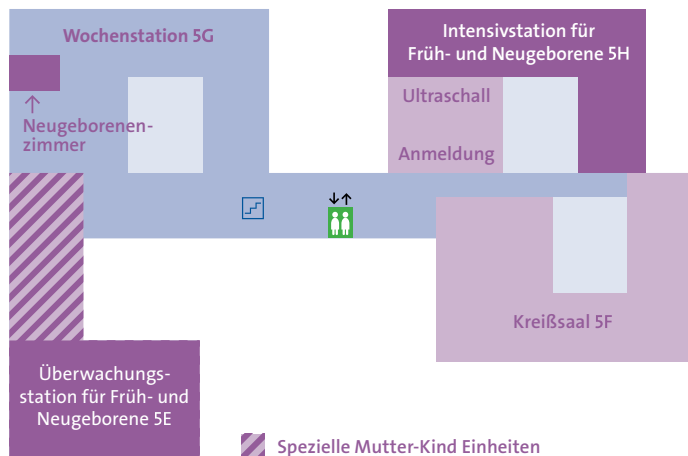 Wochenstation 5G
Neugeborenen-
zimmer
Intensivstation für
Früh- und Neugeborene 5H
Ultraschall
Anmeldung
Kreißsaal 5F
Überwachungs-
station für Früh- und
Neugeborene 5E
Spezielle Mutter-Kind Einheiten